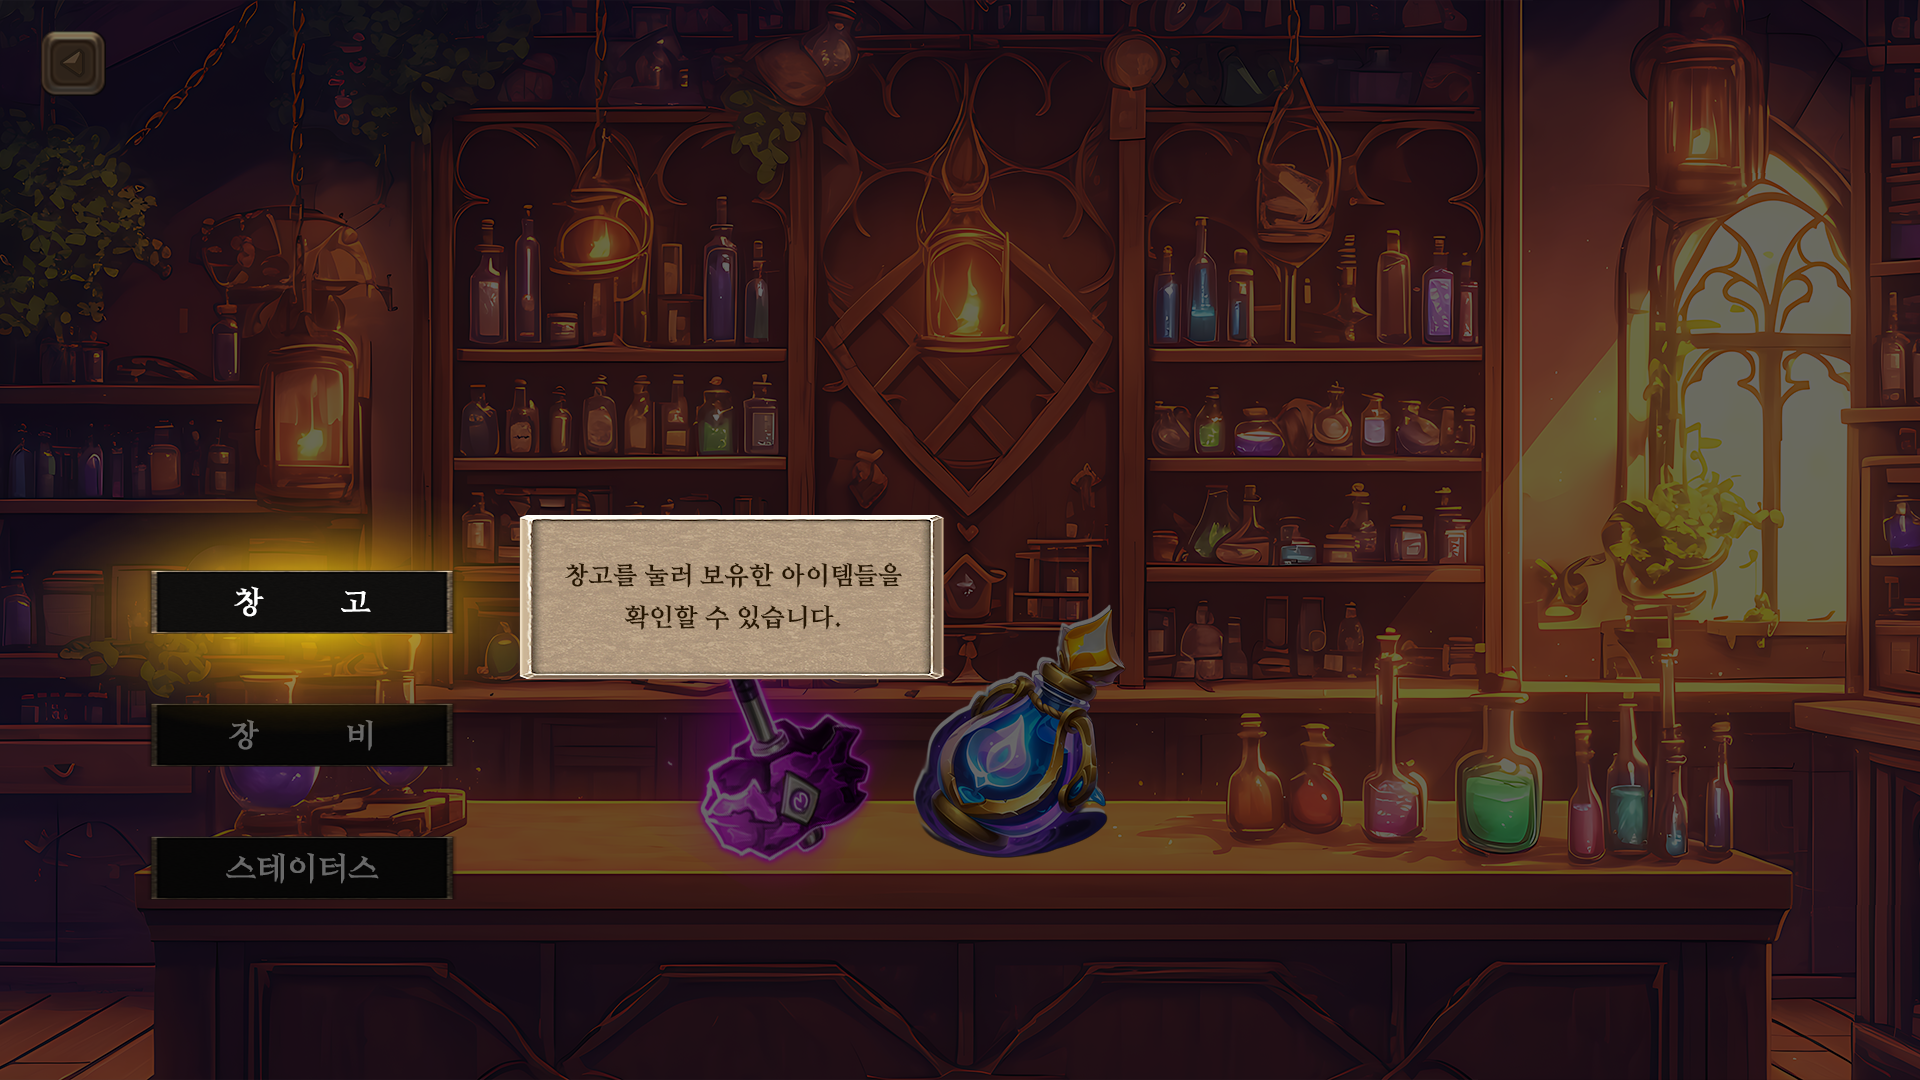 창고를 눌러 보유한 아이템들을
확인할 수 있습니다.
창 고
장 비
스테이터스